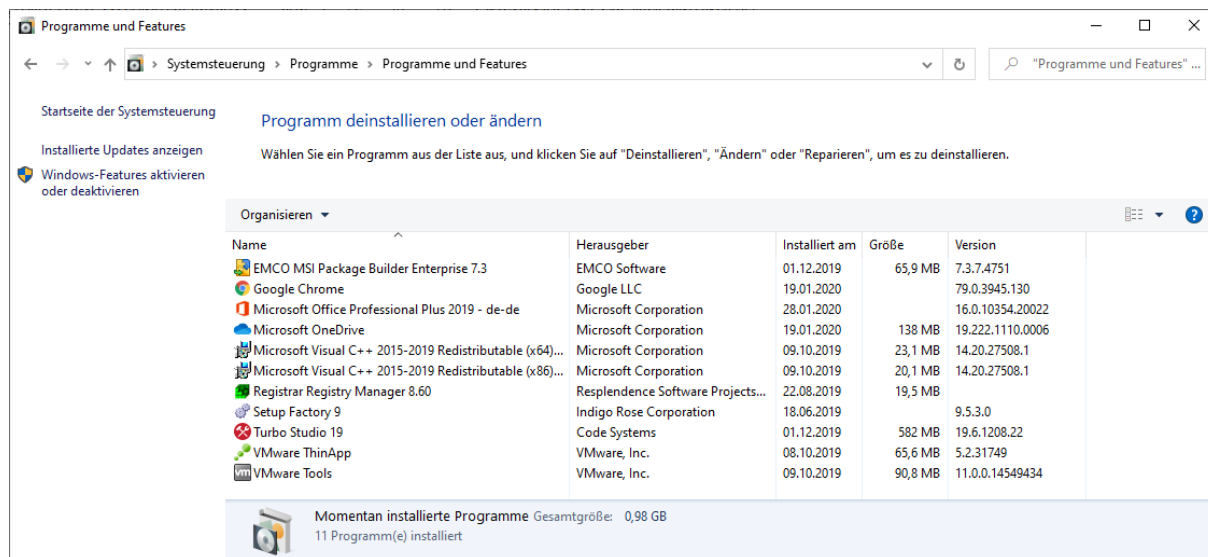 Programme und Features
Systemsteuerung > Programme > Programme und Features
"Programme und Features" ...
Startseite der Systemsteuerung
Installierte Updates anzeigen
Windows-Features aktivieren
oder deaktivieren
Programm deinstallieren oder ändern
Wählen Sie ein Programm aus der Liste aus, und klicken Sie auf "Deinstallieren", "Ändern" oder "Reparieren", um es zu deinstallieren.
Organisieren
Name Herausgeber Installiert am Größe Version
EMCO MSI Package Builder Enterprise 7.3 EMCO Software 01.12.2019 65,9 MB 7.3.7.4751
Google Chrome Google LLC 19.01.2020 79.0.3945.130
Microsoft Office Professional Plus 2019 - de-de Microsoft Corporation 28.01.2020 16.0.10354.20022
Microsoft OneDrive Microsoft Corporation 19.01.2020 138 MB 19.222.1110.0006
Microsoft Visual C++ 2015-2019 Redistributable (x64)... Microsoft Corporation 09.10.2019 23,1 MB 14.20.27508.1
Microsoft Visual C++ 2015-2019 Redistributable (x86)... Microsoft Corporation 09.10.2019 20,1 MB 14.20.27508.1
Registrar Registry Manager 8.60 Resplendence Software Projects... 22.08.2019 19,5 MB
Setup Factory 9 Indigo Rose Corporation 18.06.2019 9.5.3.0
Turbo Studio 19 Code Systems 01.12.2019 582 MB 19.6.1208.22
VMware ThinApp VMware, Inc. 08.10.2019 65,6 MB 5.2.31749
vm VMware Tools VMware, Inc. 09.10.2019 90,8 MB 11.0.0.14549434
Momentan installierte Programme Gesamtgröße: 0,98 GB
11 Programm(e) installiert